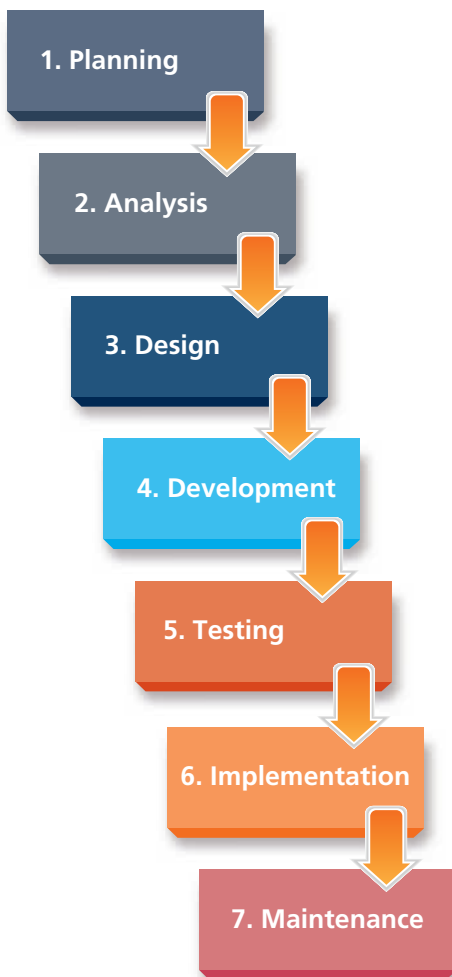 1. Planning
2. Analysis
3. Design
4. Development
5. Testing
6. Implementation
7. Maintenance